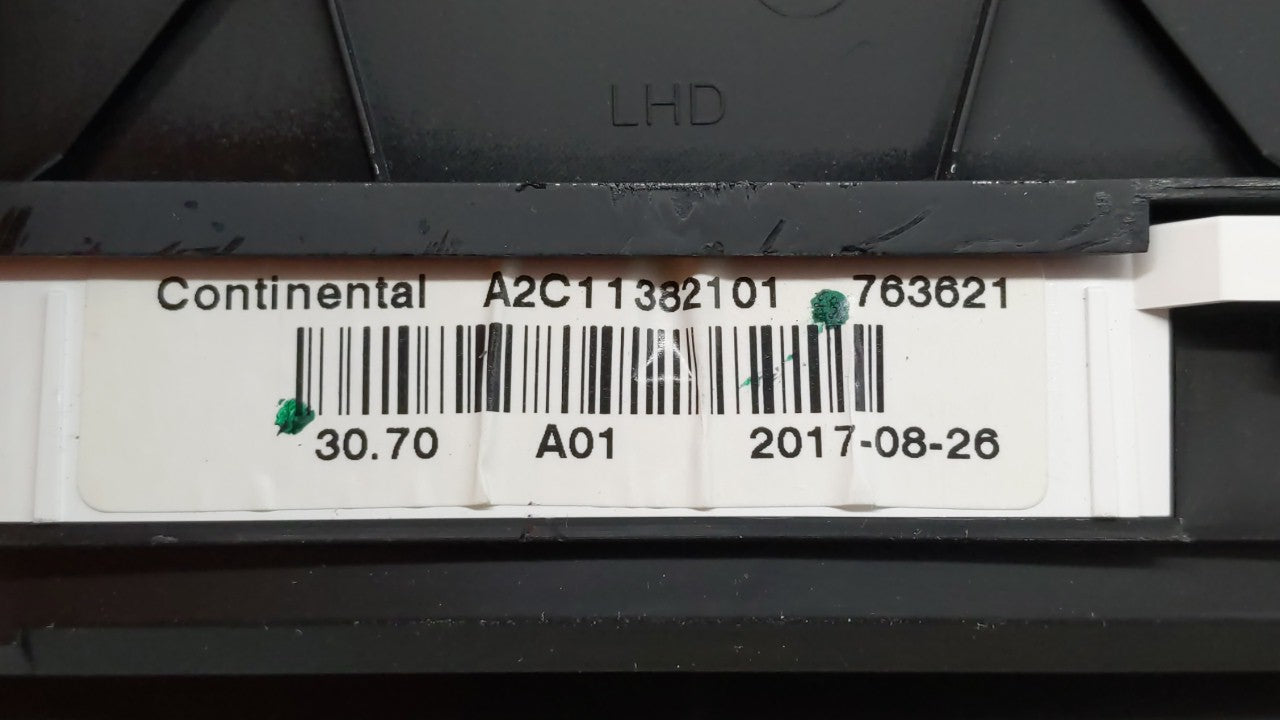 LHD
Continental A2C11382101 763621
30.70 A01 2017-08-26